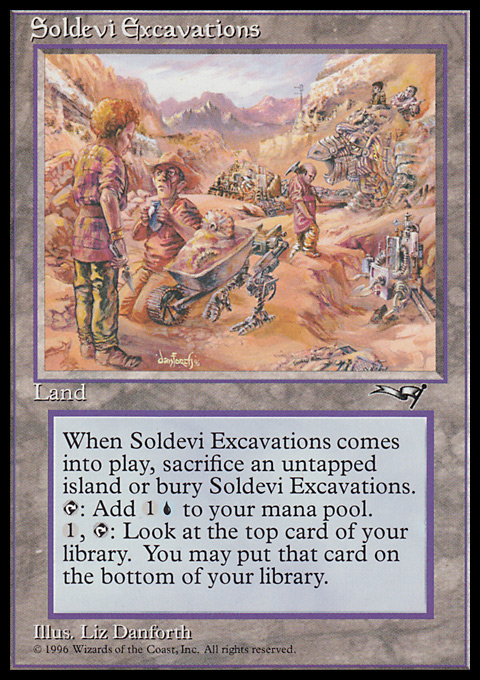 Soldevi Excavations
Danforth
Land
When Soldevi Excavations comes
into play, sacrifice an untapped
island or bury Soldevi Excavations.
: Add 1 to your mana pool.
1, : Look at the top card of your
library. You may put that card on
the bottom of your library.
Illus. Liz Danforth
© 1996 Wizards of the Coast, Inc. All rights reserved.